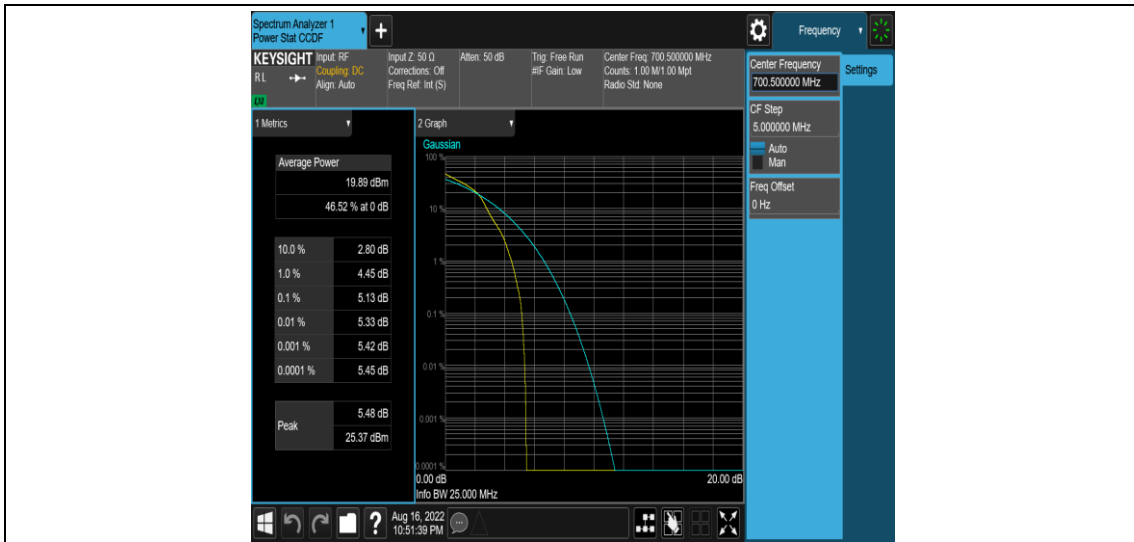 Spectrum Analyzer 1
Power Stat CCDF
Frequency
KEYSIGHT
RL
LXI
Input: RF
Coupling: DC
Align: Auto
Input Z: 50 Ω
Corrections: Off
Freq Ref: Int (S)
Atten: 50 dB
Trig: Free Run
#IF Gain: Low
Center Freq: 700.500000 MHz
Counts: 1.00 M/1.00 Mpt
Radio Std: None
Center Frequency
700.500000 MHz
Settings
CF Step
5.000000 MHz
Auto
Man
Freq Offset
0 Hz
1 Metrics
Average Power
19.89 dBm
46.52 % at 0 dB
10.0 % 2.80 dB
1.0 % 4.45 dB
0.1 % 5.13 dB
0.01 % 5.33 dB
0.001 % 5.42 dB
0.0001 % 5.45 dB
Peak 5.48 dB
25.37 dBm
2 Graph
Gaussian
100 %
10 %
1 %
0.1 %
0.01 %
0.001 %
0.0001 %
0.00 dB 20.00 dB
Info BW 25.000 MHz
?
Aug 16, 2022
10:51:39 PM